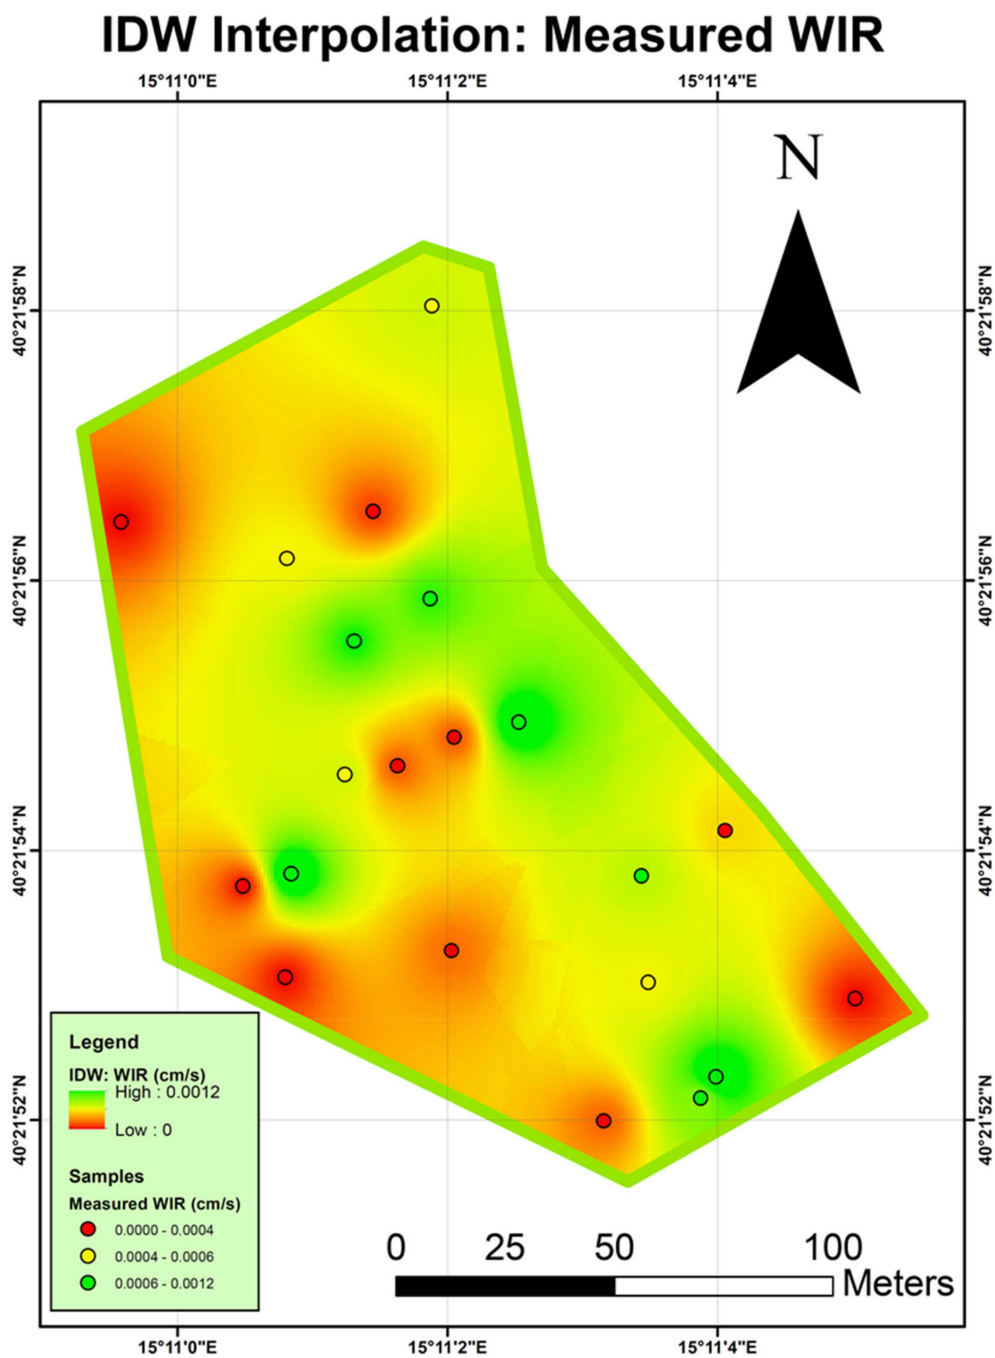 IDW Interpolation: Measured WIR
15°11'0"E 15°11'2"E 15°11'4"E
N
40°21'58"N 40°21'58"N
40°21'56"N 40°21'56"N
40°21'54"N 40°21'54"N
40°21'52"N 40°21'52"N
Legend
IDW: WIR (cm/s)
High : 0.0012
Low : 0
Samples
Measured WIR (cm/s)
0.0000 - 0.0004
0.0004 - 0.0006
0.0006 - 0.0012
0 25 50 100
Meters
15°11'0"E 15°11'2"E 15°11'4"E